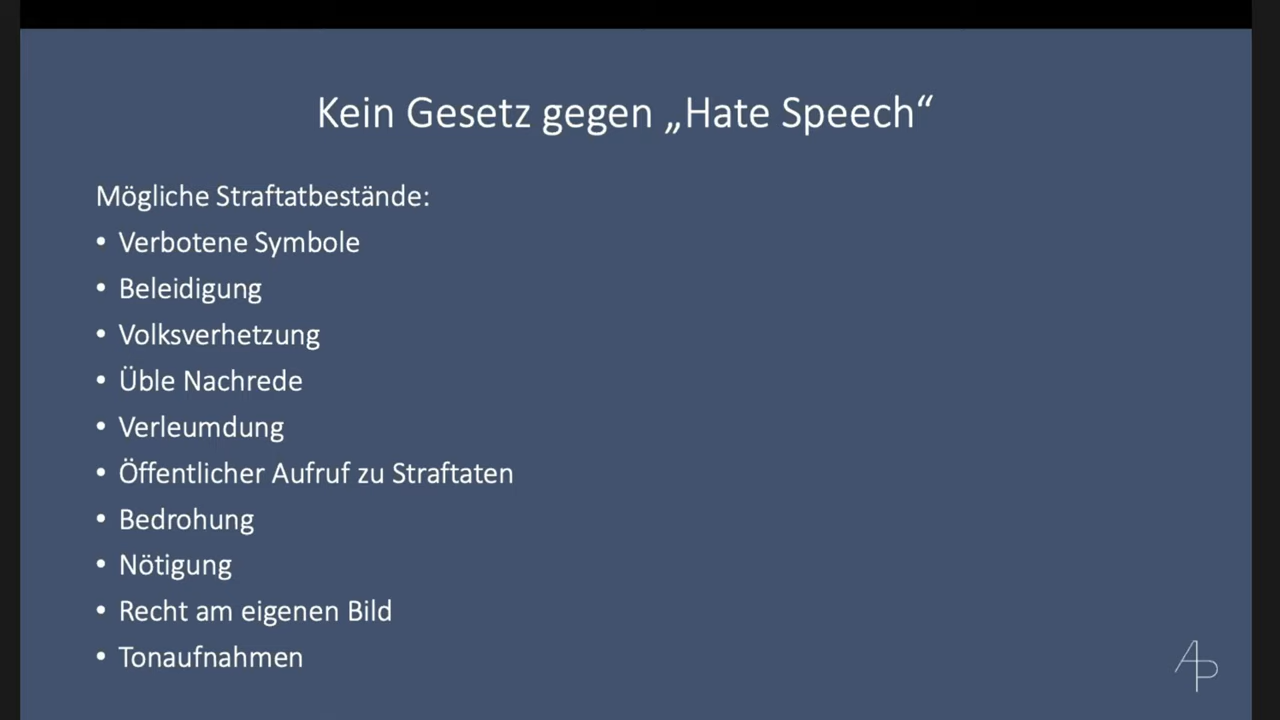 Kein Gesetz gegen „Hate Speech“
Mögliche Straftatbestände:
• Verbotene Symbole
• Beleidigung
• Volksverhetzung
• Üble Nachrede
• Verleumdung
• Öffentlicher Aufruf zu Straftaten
• Bedrohung
• Nötigung
• Recht am eigenen Bild
• Tonaufnahmen
AP